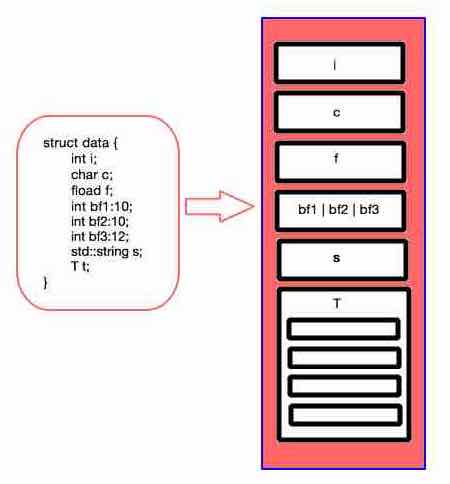 struct data {
int i;
char c;
fload f;
int bf1:10;
int bf2:10;
int bf3:12;
std::string s;
T t;
}
i
c
f
bf1 | bf2 | bf3
s
T